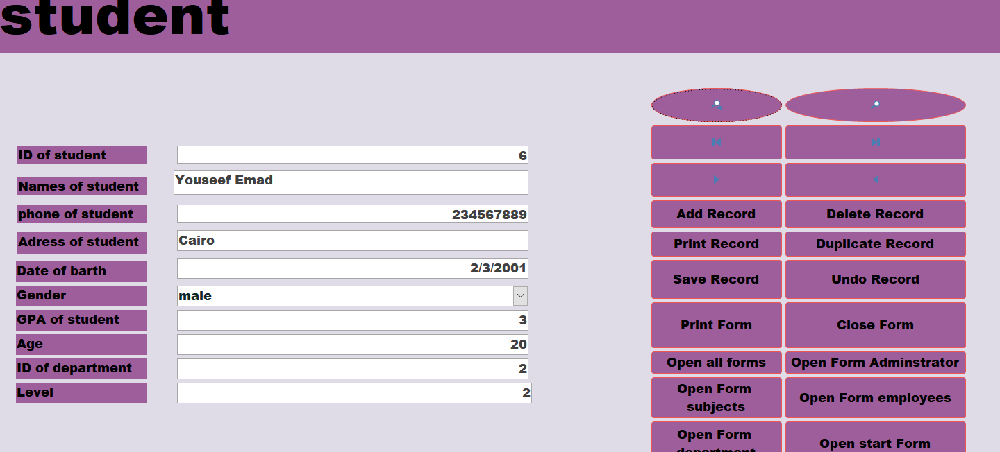 student
ID of student
6
Names of student
Youseef Emad
phone of student
234567889
Adress of student
Cairo
Date of barth
2/3/2001
Gender
male
GPA of student
3
Age
20
ID of department
2
Level
2
Add Record
Delete Record
Print Record
Duplicate Record
Save Record
Undo Record
Print Form
Close Form
Open all forms
Open Form Adminstrator
Open Form
subjects
Open Form employees
Open Form
department
Open start Form